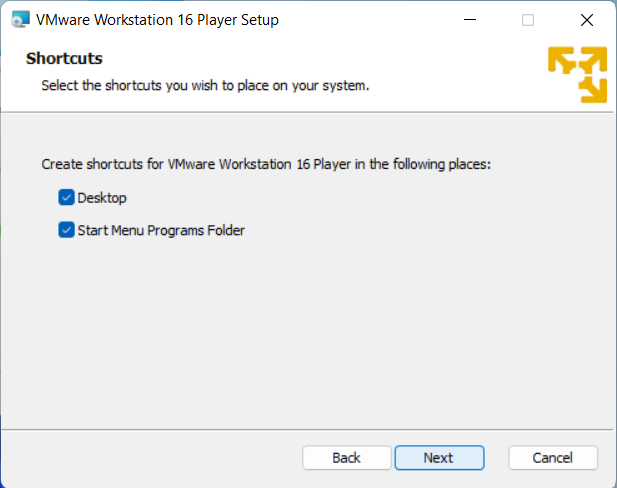 VMware Workstation 16 Player Setup
Shortcuts
Select the shortcuts you wish to place on your system.
Create shortcuts for VMware Workstation 16 Player in the following places:
Desktop
Start Menu Programs Folder
Back
Next
Cancel